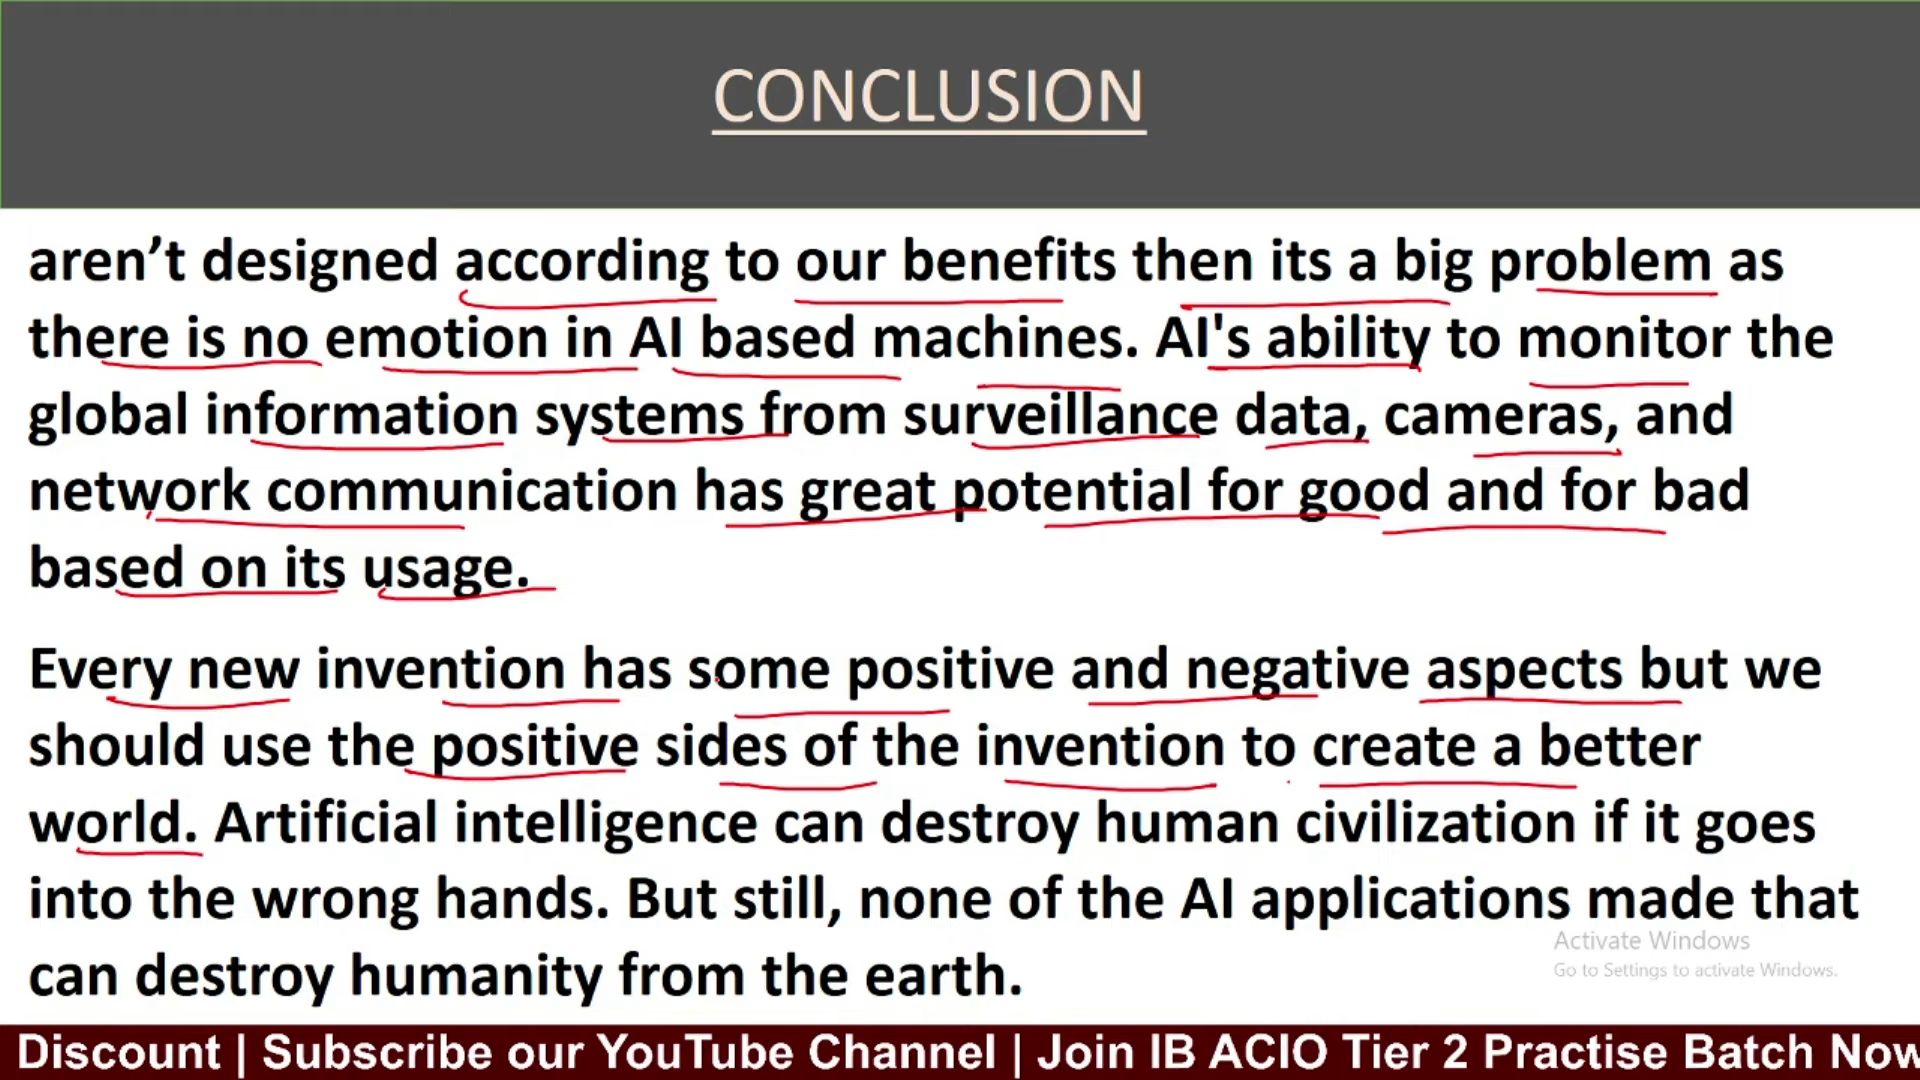 CONCLUSION
aren’t designed according to our benefits then its a big problem as
there is no emotion in AI based machines. AI's ability to monitor the
global information systems from surveillance data, cameras, and
network communication has great potential for good and for bad
based on its usage.
Every new invention has some positive and negative aspects but we
should use the positive sides of the invention to create a better
world. Artificial intelligence can destroy human civilization if it goes
into the wrong hands. But still, none of the AI applications made that
can destroy humanity from the earth.
Activate Windows
Go to Settings to activate Windows.
Discount | Subscribe our YouTube Channel | Join IB ACIO Tier 2 Practise Batch Now